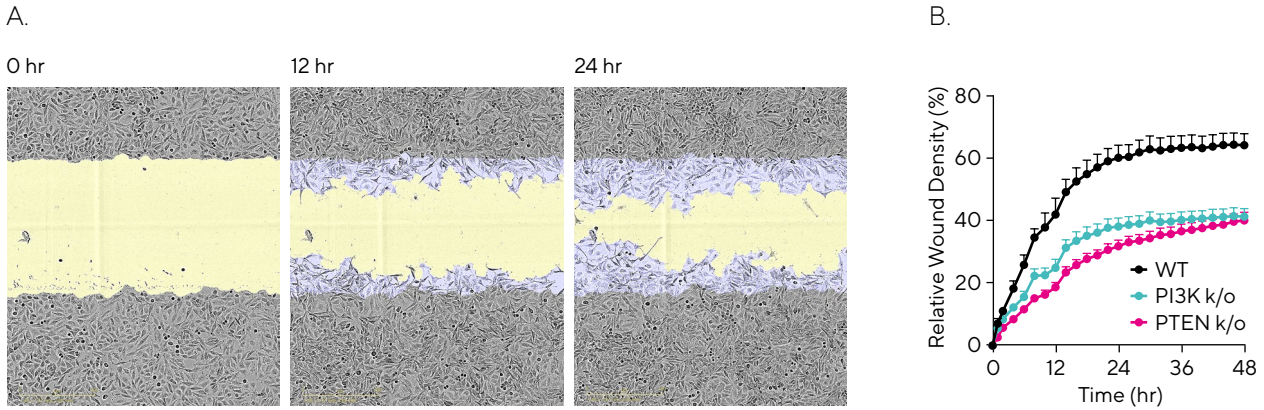 A.
B.
0 hr
12 hr
24 hr
Relative Wound Density (%)
80
60
40
20
0
WT
PI3K k/o
PTEN k/o
0
12
24
36
48
Time (hr)